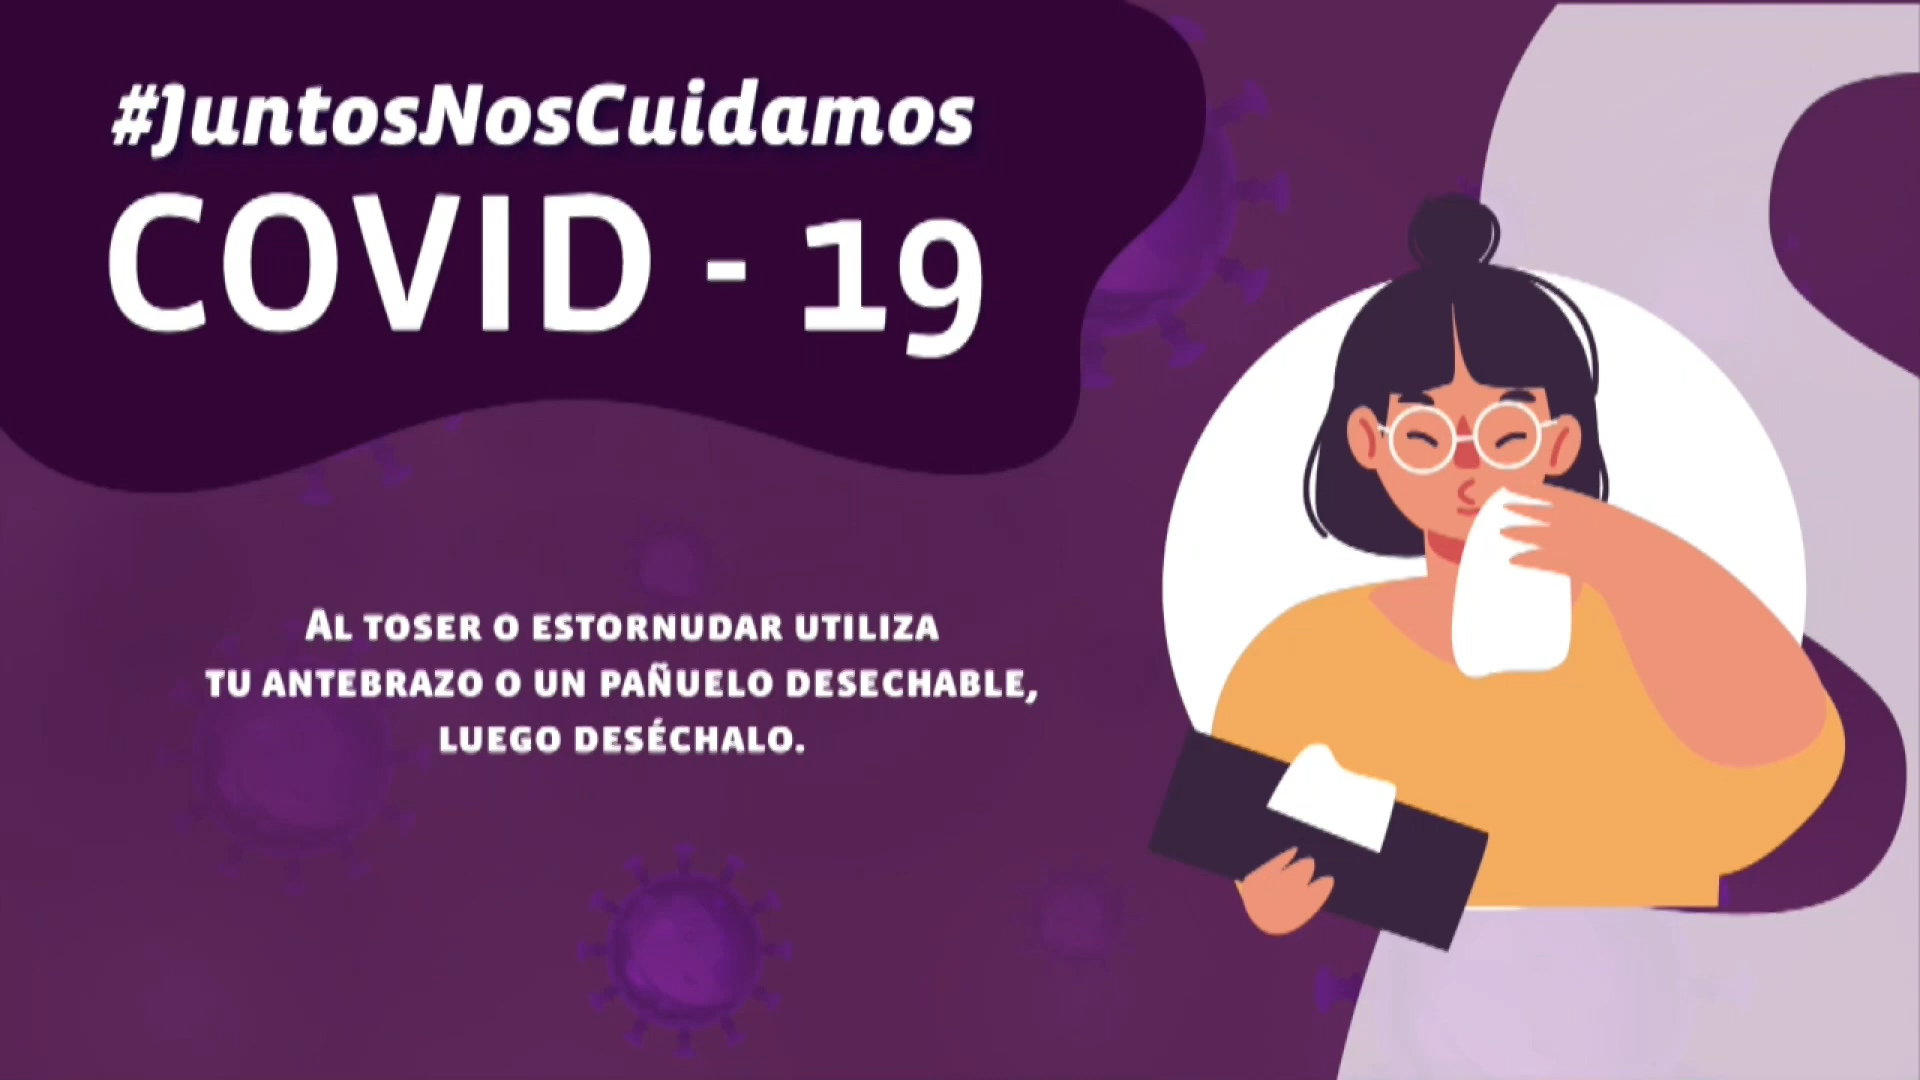 #JuntosNosCuidamos
COVID - 19
AL TOSER O ESTORNUDAR UTILIZA
TU ANTEBRAZO O UN PAÑUELO DESECHABLE,
LUEGO DESÉCHALO.